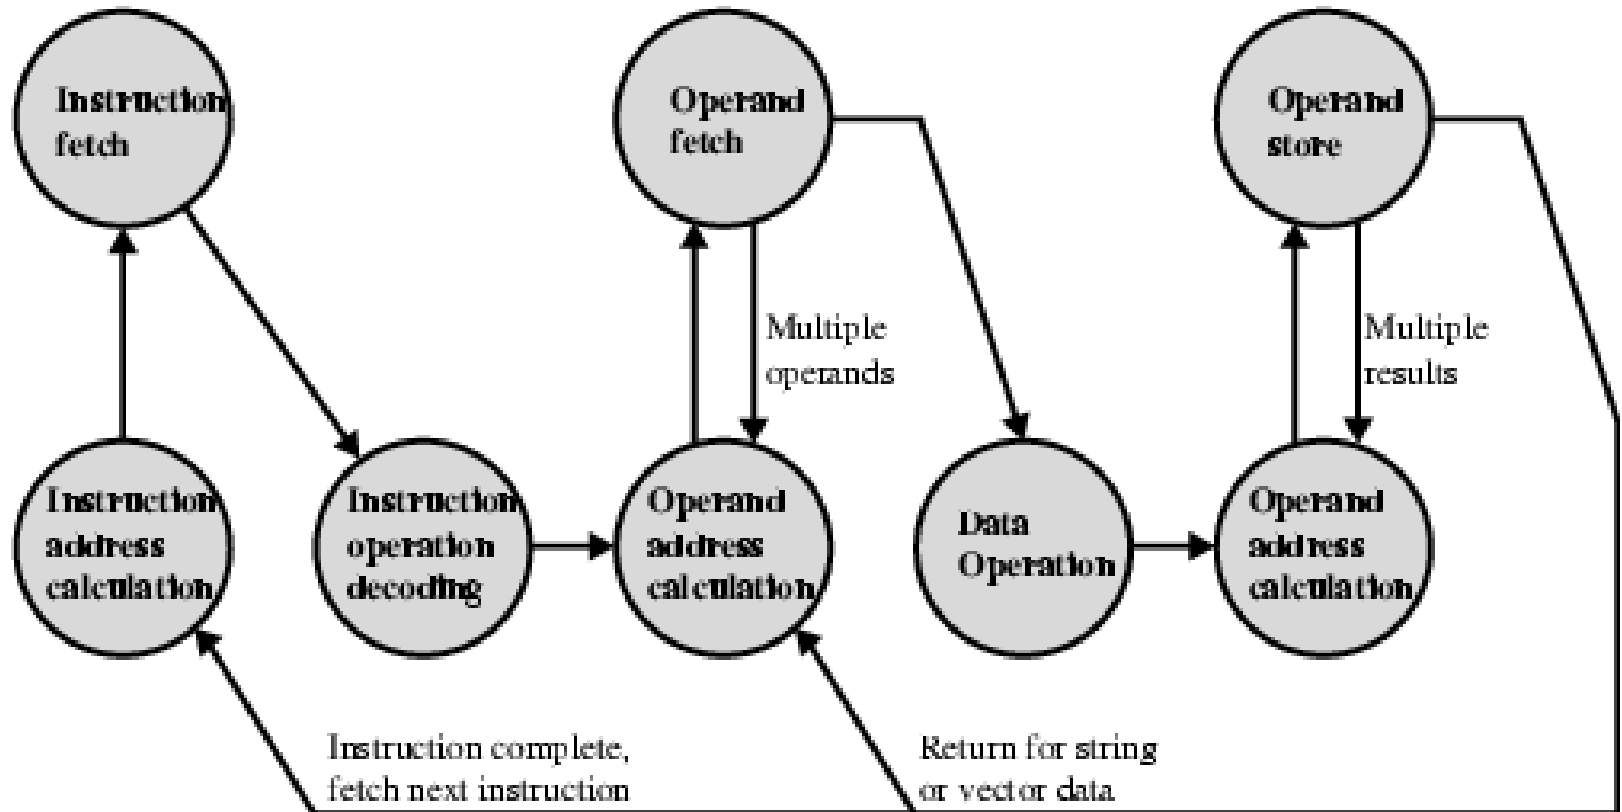 Instruction
fetch
Operand
fetch
Operand
store
Multiple
operands
Multiple
results
Instruction
address
calculation
Instruction
operation
decoding
Operand
address
calculation
Data
Operation
Operand
address
calculation
Instruction complete,
fetch next instruction
Return for string
or vector data